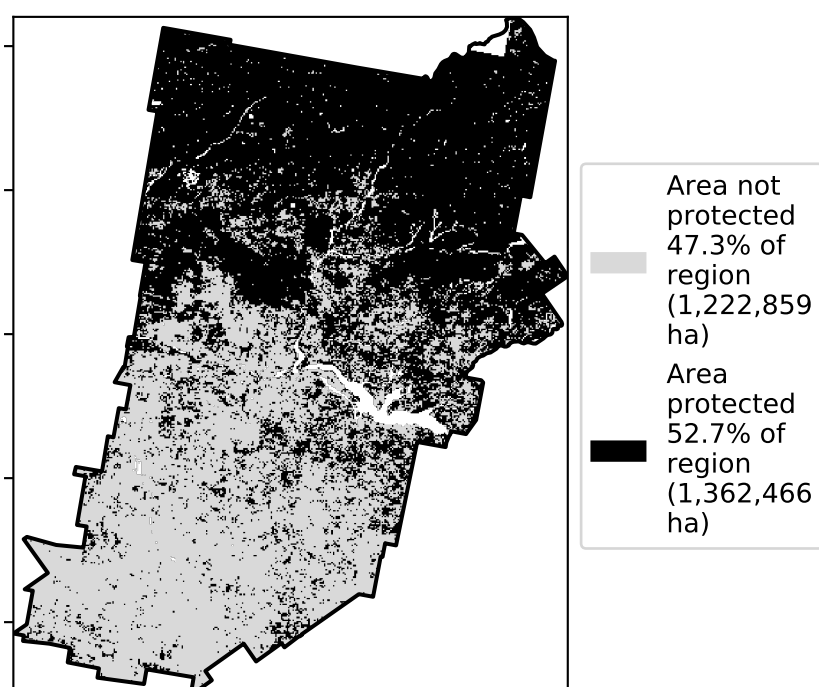 Area not
protected
47.3% of
region
(1,222,859
ha)
Area
protected
52.7% of
region
(1,362,466
ha)